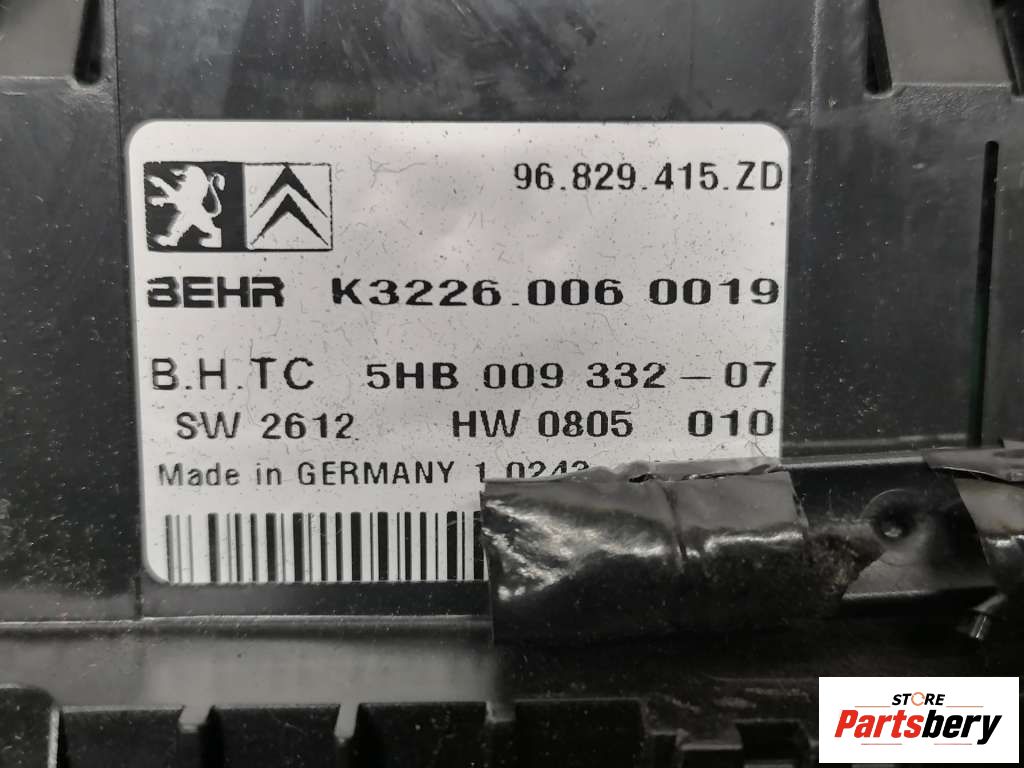 96.829.415.ZD
BEHR K3226.006 0019
B.H.TC 5HB 009 332-07
SW 2612 HW 0805 010
Made in GERMANY
STORE
Partsbery